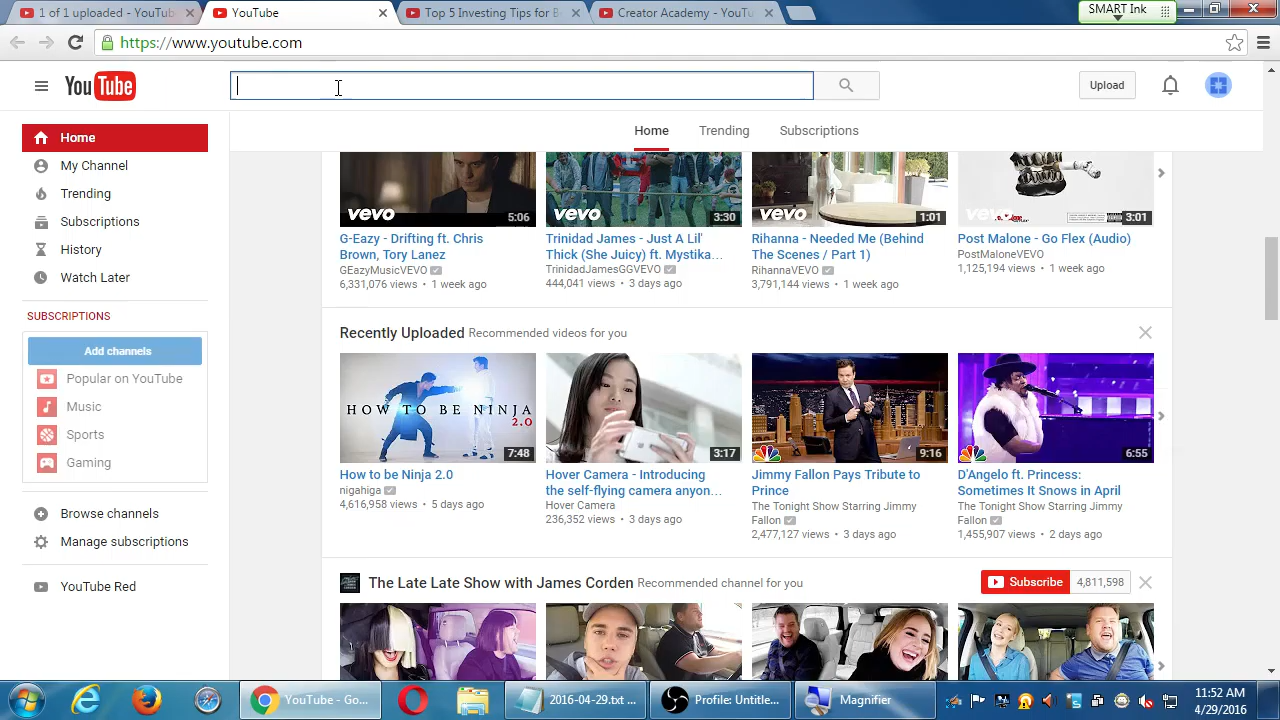 1 of 1 uploaded - YouTub
YouTube
Top 5 Investing Tips for B
Creator Academy - YouTu
SMART Ink
https://www.youtube.com
YouTube
Upload
Home
Trending
Subscriptions
Home
My Channel
Trending
Subscriptions
History
Watch Later
SUBSCRIPTIONS
Add channels
Popular on YouTube
Music
Sports
Gaming
Browse channels
Manage subscriptions
YouTube Red
vevo
5:06
vevo
3:30
vevo
1:01
vevo
3:01
G-Eazy - Drifting ft. Chris
Brown, Tory Lanez
GEazyMusicVEVO
6,331,076 views • 1 week ago
Trinidad James - Just A Lil'
Thick (She Juicy) ft. Mystika...
TrinidadJamesGGVEVO
444,041 views • 3 days ago
Rihanna - Needed Me (Behind
The Scenes / Part 1)
RihannaVEVO
3,791,144 views • 1 week ago
Post Malone - Go Flex (Audio)
PostMaloneVEVO
1,125,194 views • 1 week ago
Recently Uploaded Recommended videos for you
HOW TO BE NINJA
2.0
7:48
3:17
9:16
6:55
How to be Ninja 2.0
nigahiga
4,616,958 views • 5 days ago
Hover Camera - Introducing
the self-flying camera anyon...
Hover Camera
236,352 views • 3 days ago
Jimmy Fallon Pays Tribute to
Prince
The Tonight Show Starring Jimmy
Fallon
2,477,127 views • 3 days ago
D'Angelo ft. Princess:
Sometimes It Snows in April
The Tonight Show Starring Jimmy
Fallon
1,455,907 views • 2 days ago
The Late Late Show with James Corden Recommended channel for you
Subscribe 4,811,598
YouTube - Go...
2016-04-29.txt ...
Profile: Untitle...
Magnifier
11:52 AM
4/29/2016